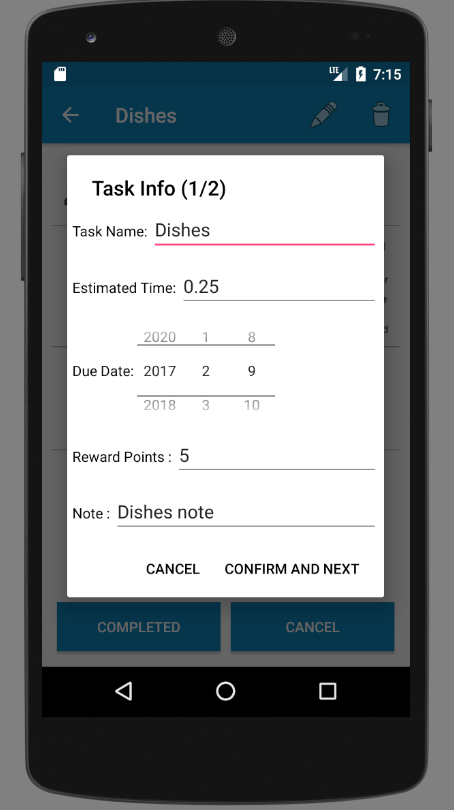 LTE 7:15
Dishes
Task Info (1/2)
Task Name: Dishes
Estimated Time: 0.25
2020 1 8
Due Date: 2017 2 9
2018 3 10
Reward Points : 5
Note : Dishes note
CANCEL CONFIRM AND NEXT
COMPLETED CANCEL